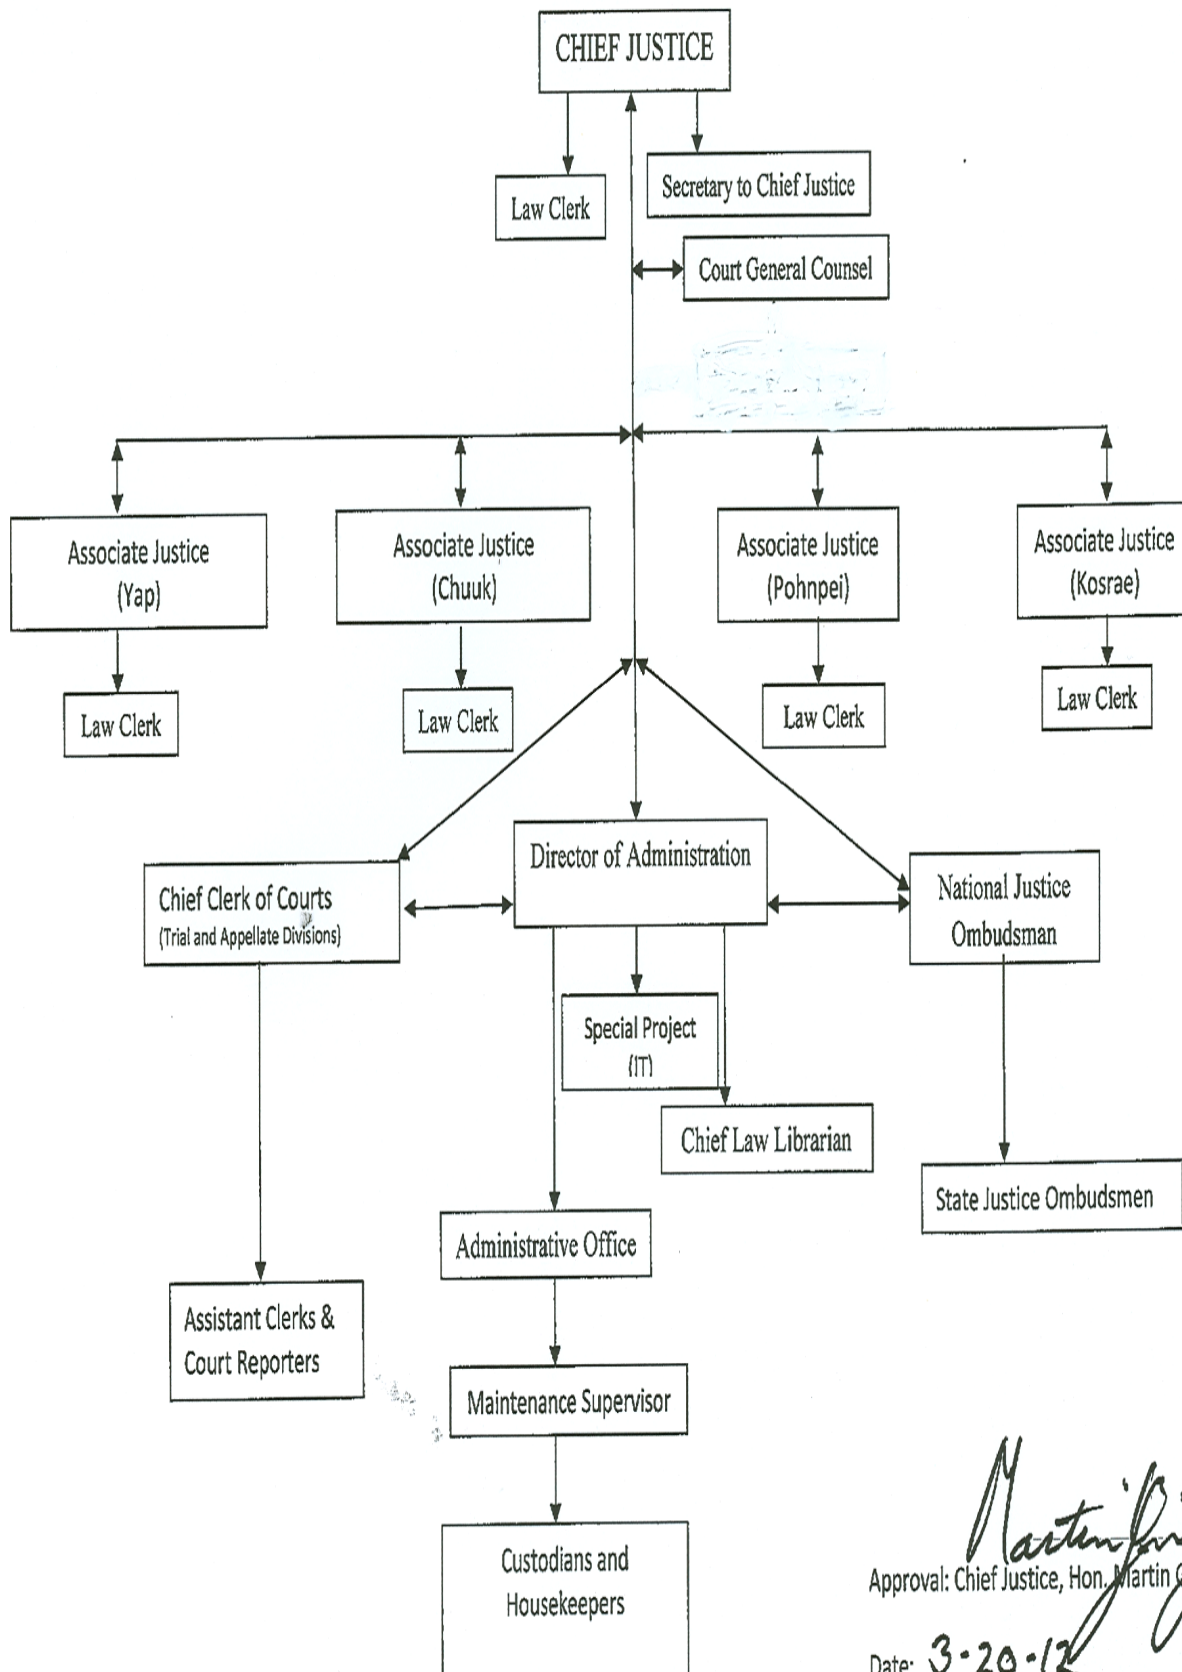 CHIEF JUSTICE
Law Clerk
Secretary to Chief Justice
Court General Counsel
Associate Justice
(Yap)
Associate Justice
(Chuuk)
Associate Justice
(Pohnpei)
Associate Justice
(Kosrae)
Law Clerk
Law Clerk
Law Clerk
Law Clerk
Chief Clerk of Courts
(Trial and Appellate Divisions)
Director of Administration
National Justice
Ombudsman
Special Project
(IT)
Chief Law Librarian
State Justice Ombudsmen
Administrative Office
Assistant Clerks &
Court Reporters
Maintenance Supervisor
Custodians and
Housekeepers
Martin
Approval: Chief Justice, Hon. Martin
Date: 3-20-12